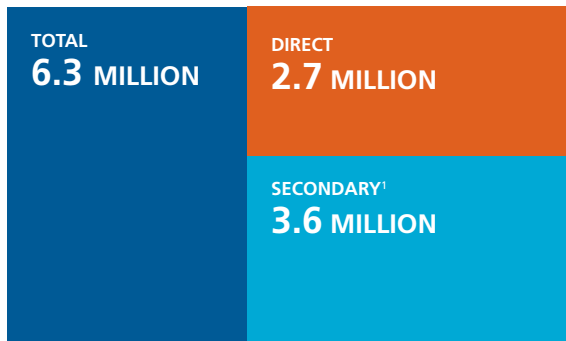 TOTAL
6.3 MILLION
DIRECT
2.7 MILLION
SECONDARY¹
3.6 MILLION